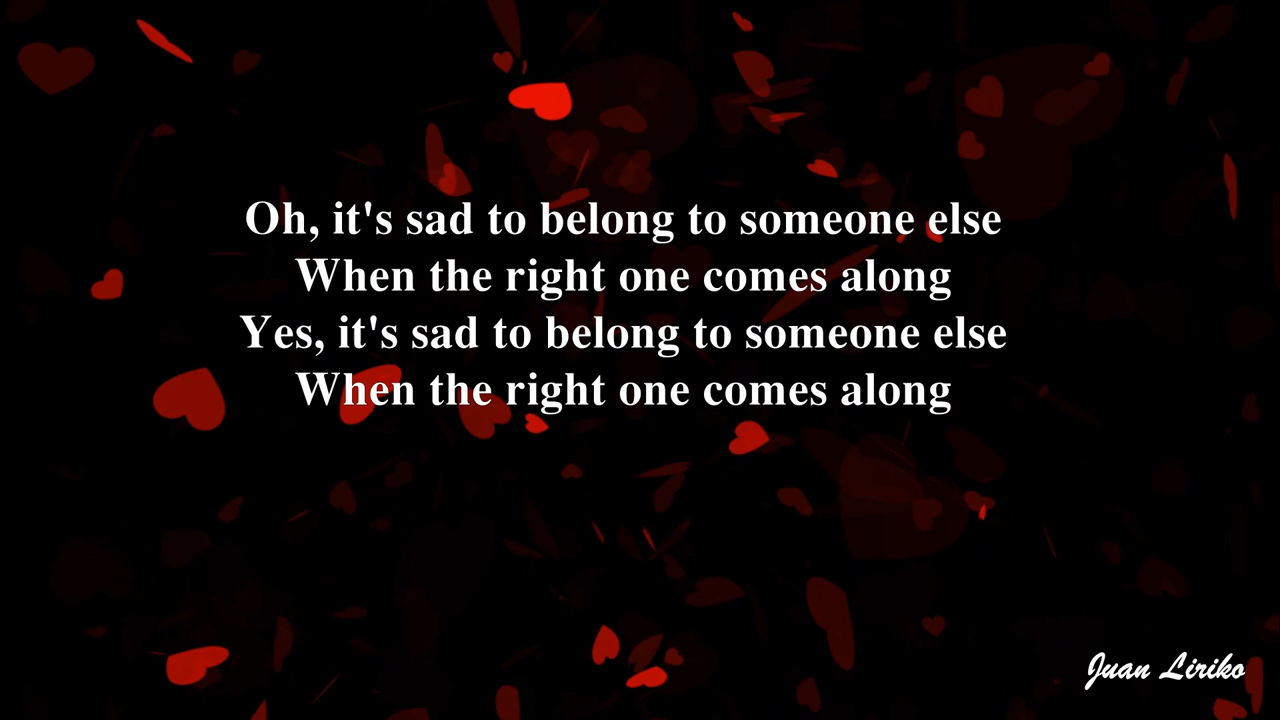 Oh, it's sad to belong to someone else
When the right one comes along
Yes, it's sad to belong to someone else
When the right one comes along
Juan Liriko